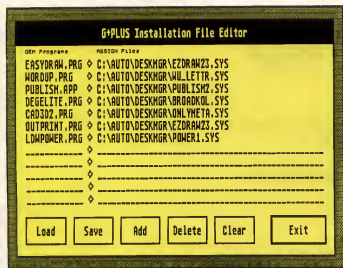 G+PLUS Installation File Editor
GEM Programs ASSIGN Files
EASYDRAW.PRG ◊ C:\AUTO\DESKMGR\EZDRAW23.SYS
WORDUP.PRG ◊ C:\AUTO\DESKMGR\WU_LETTR.SYS
PUBLISM.APP ◊ C:\AUTO\DESKMGR\PUBLISM2.SYS
DEGELITE.PRG ◊ C:\AUTO\DESKMGR\BROADKOL.SYS
CAD3D2.PRG ◊ C:\AUTO\DESKMGR\ONLYMETA.SYS
OUTPRINT.PRG ◊ C:\AUTO\DESKMGR\EZDRAW23.SYS
LDWPOWER.PRG ◊ C:\AUTO\DESKMGR\POWER1.SYS
Load Save Add Delete Clear Exit